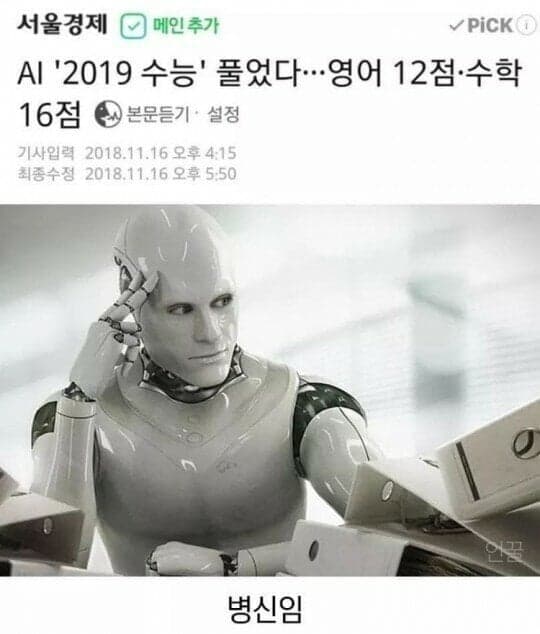 서울경제 메인 추가 PiCK
AI '2019 수능' 풀었다…영어 12점·수학
16점 본문듣기 · 설정
기사입력 2018.11.16 오후 4:15
최종수정 2018.11.16 오후 5:50
인꿈
병신임